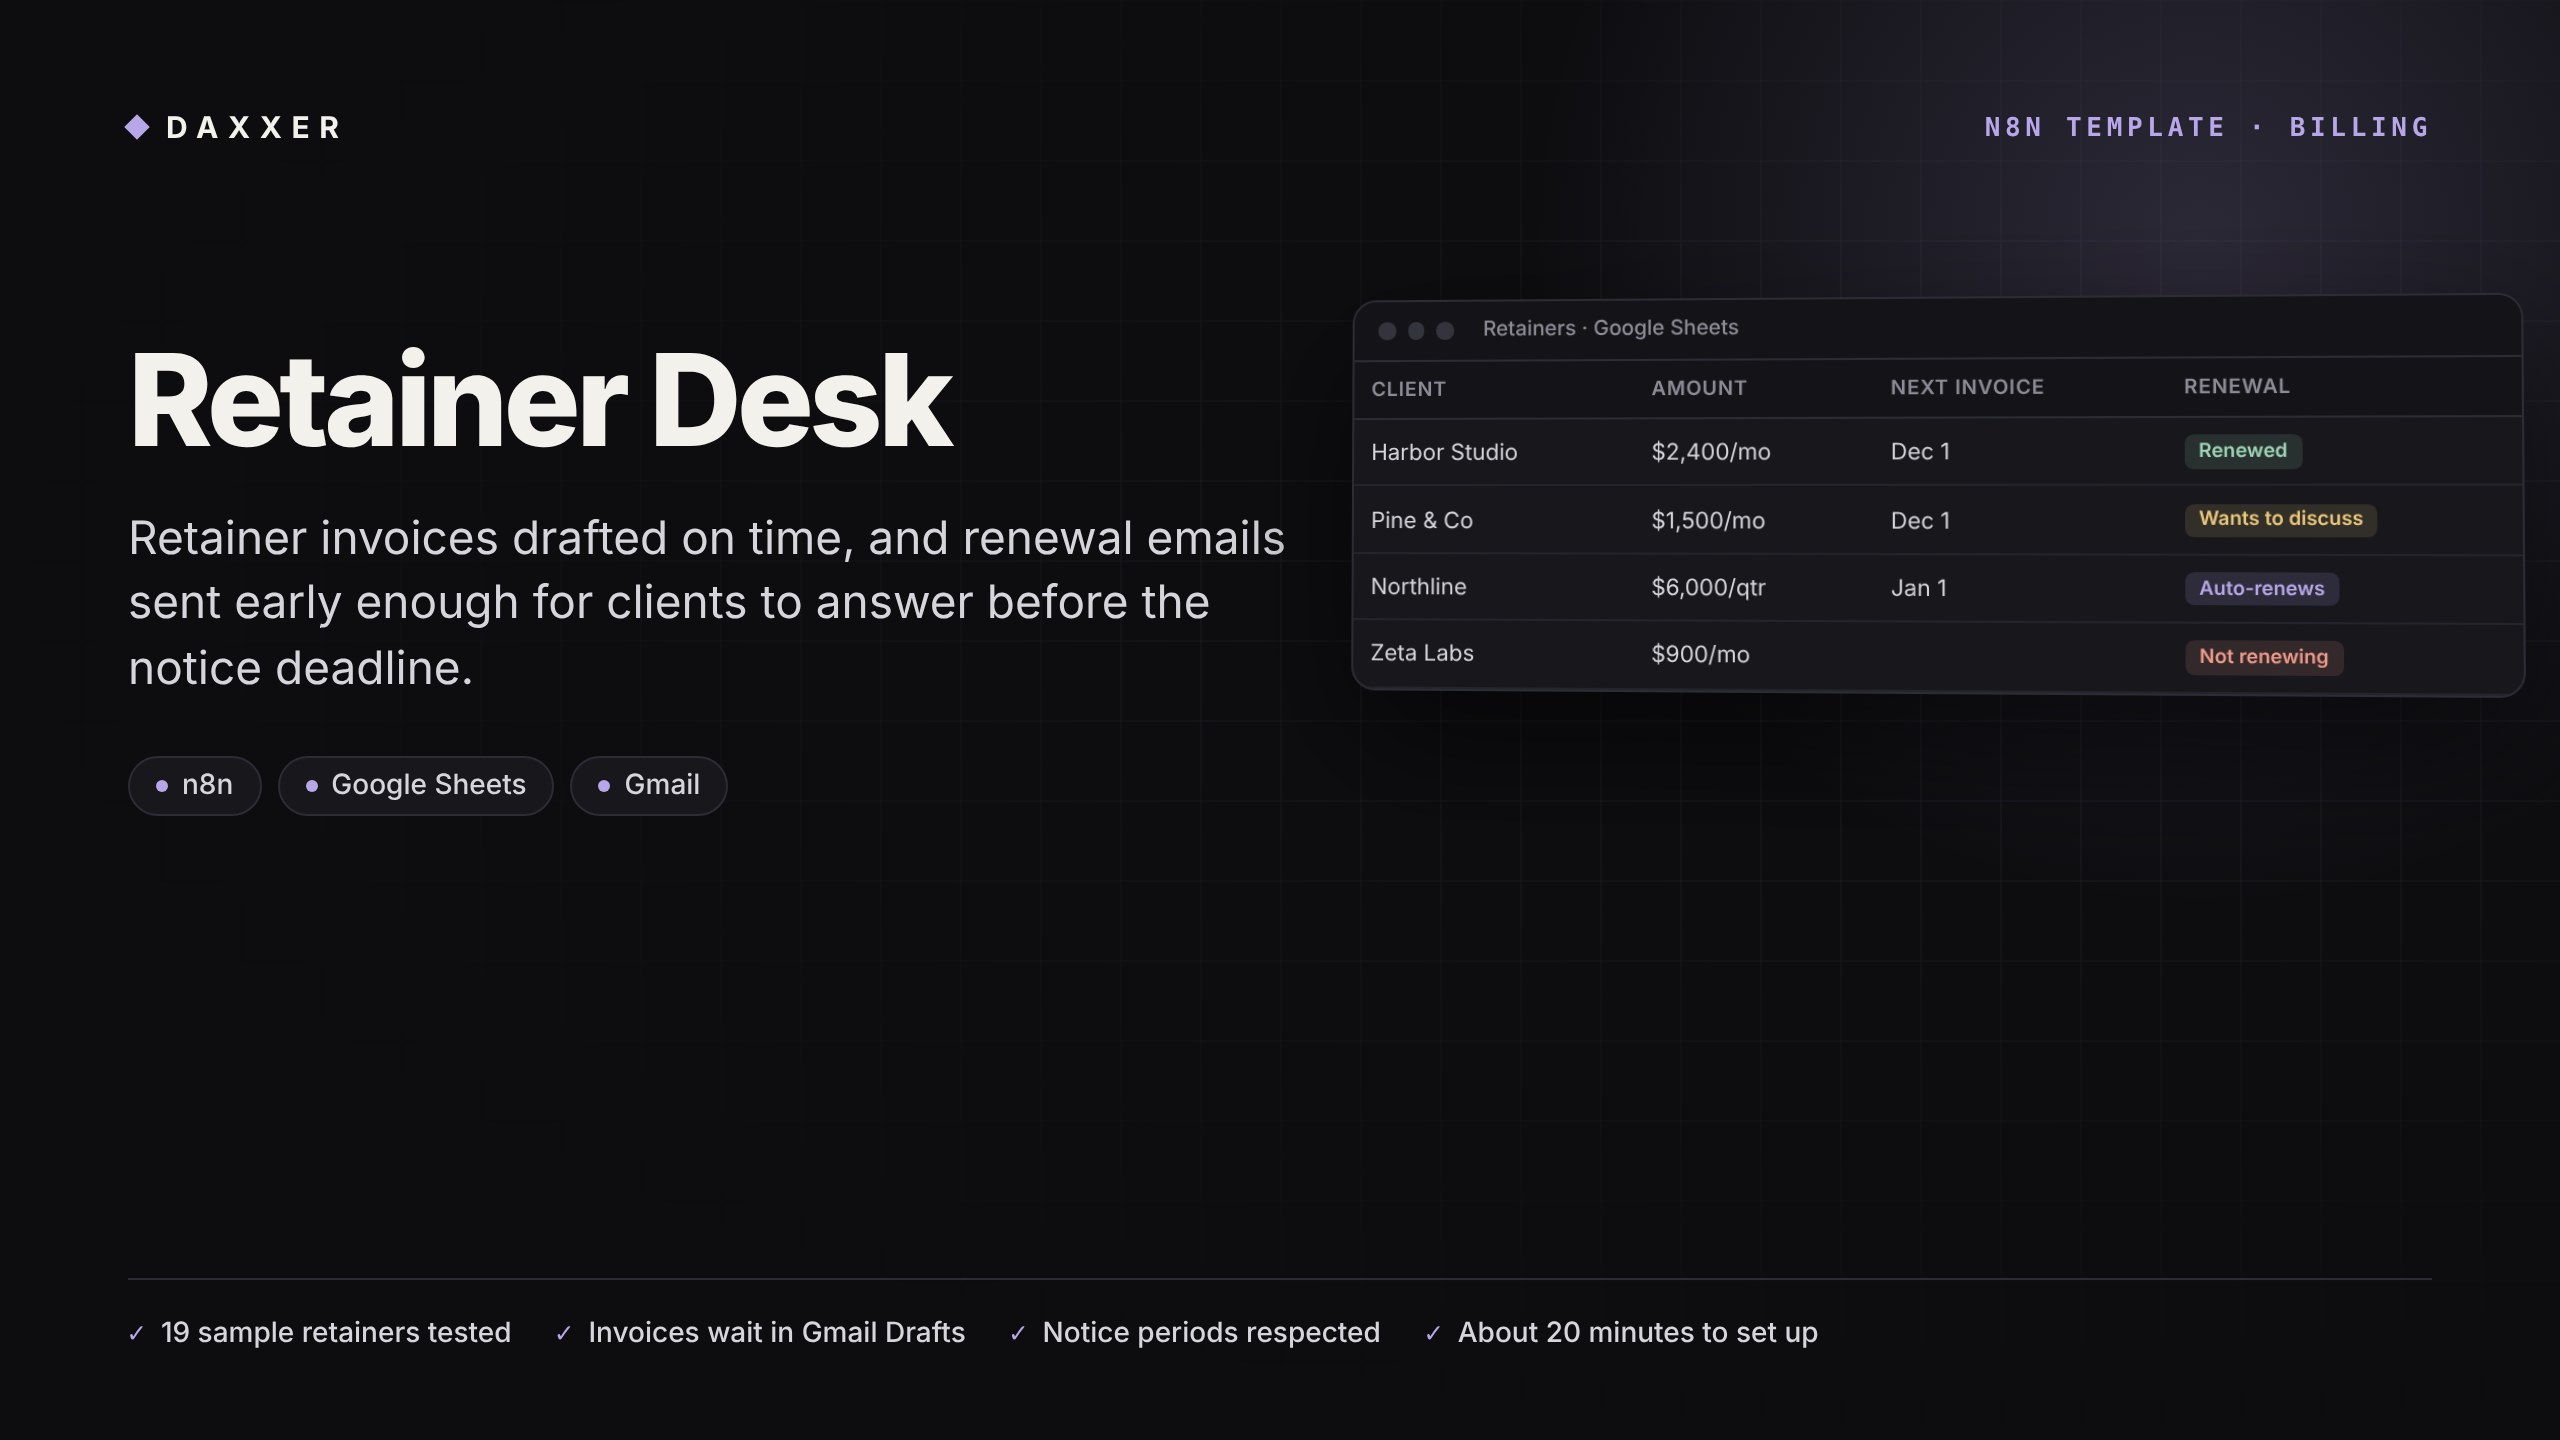 DAXXER
N8N TEMPLATE · BILLING
Retainer Desk
Retainer invoices drafted on time, and renewal emails
sent early enough for clients to answer before the
notice deadline.
n8n
Google Sheets
Gmail
Retainers · Google Sheets
CLIENT AMOUNT NEXT INVOICE RENEWAL
Harbor Studio $2,400/mo Dec 1 Renewed
Pine & Co $1,500/mo Dec 1 Wants to discuss
Northline $6,000/qtr Jan 1 Auto-renews
Zeta Labs $900/mo Not renewing
✓ 19 sample retainers tested ✓ Invoices wait in Gmail Drafts ✓ Notice periods respected ✓ About 20 minutes to set up